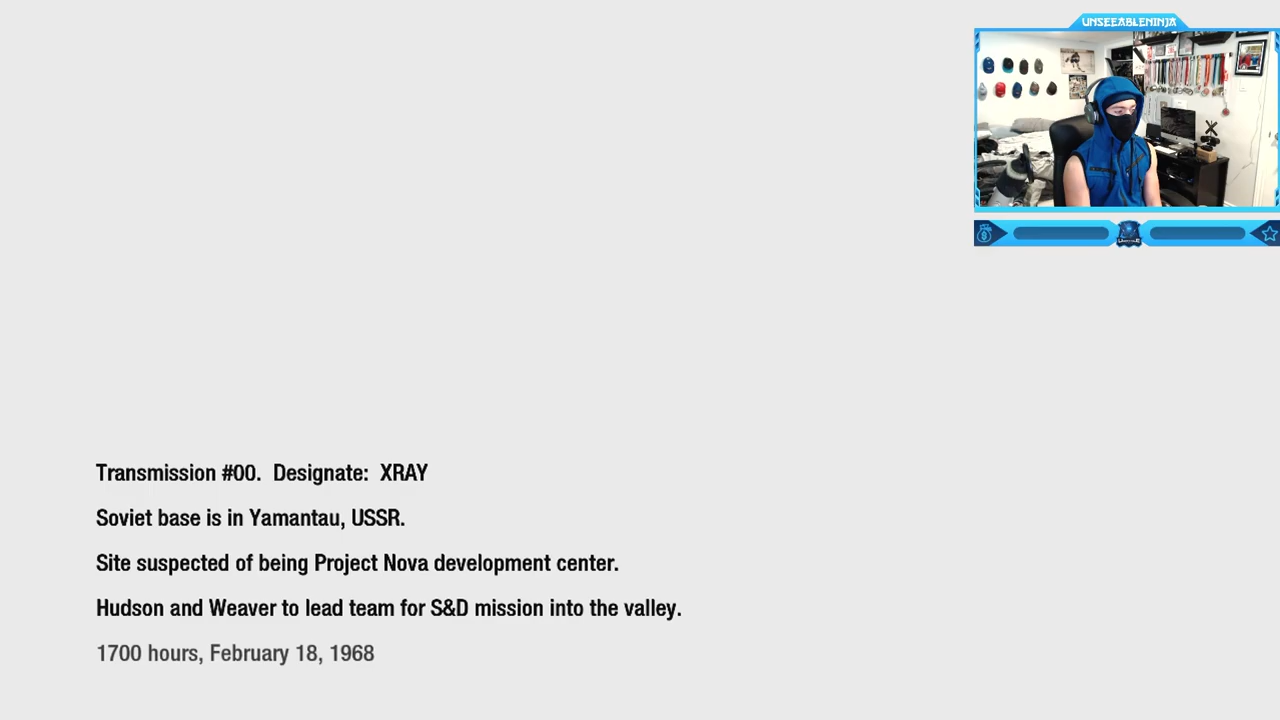 UNSEEABLENINJA
Transmission #00.  Designate:  XRAY
Soviet base is in Yamantau, USSR.
Site suspected of being Project Nova development center.
Hudson and Weaver to lead team for S&D mission into the valley.
1700 hours, February 18, 1968